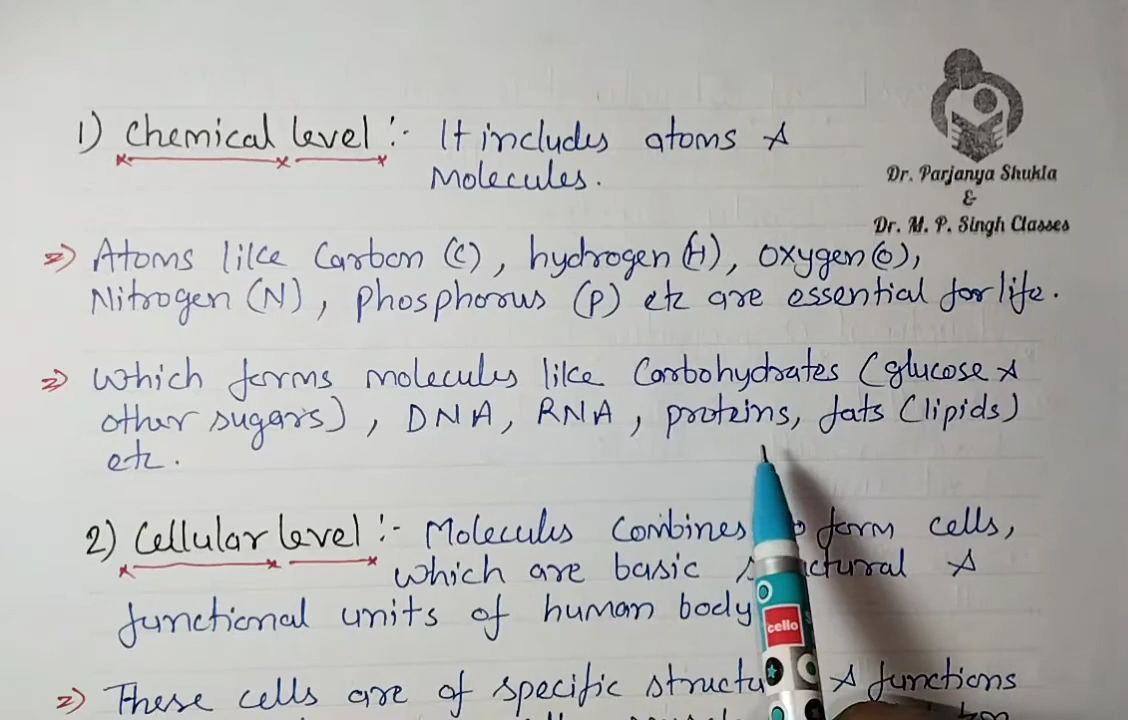 1) Chemical level :- It includes atoms &
Molecules.
Dr. Parjanya Shukla
&
Dr. M. P. Singh Classes
=> Atoms like Carbon (C), hydrogen (H), oxygen (O),
Nitrogen (N), phosphorous (P) etc are essential for life.
=> Which forms molecules like Carbohydrates (glucose &
other sugars), DNA, RNA, proteins, fats (lipids)
etc.
2) Cellular level :- Molecules combines to form cells,
which are basic structural &
functional units of human body
cello
=> These cells are of specific & functions